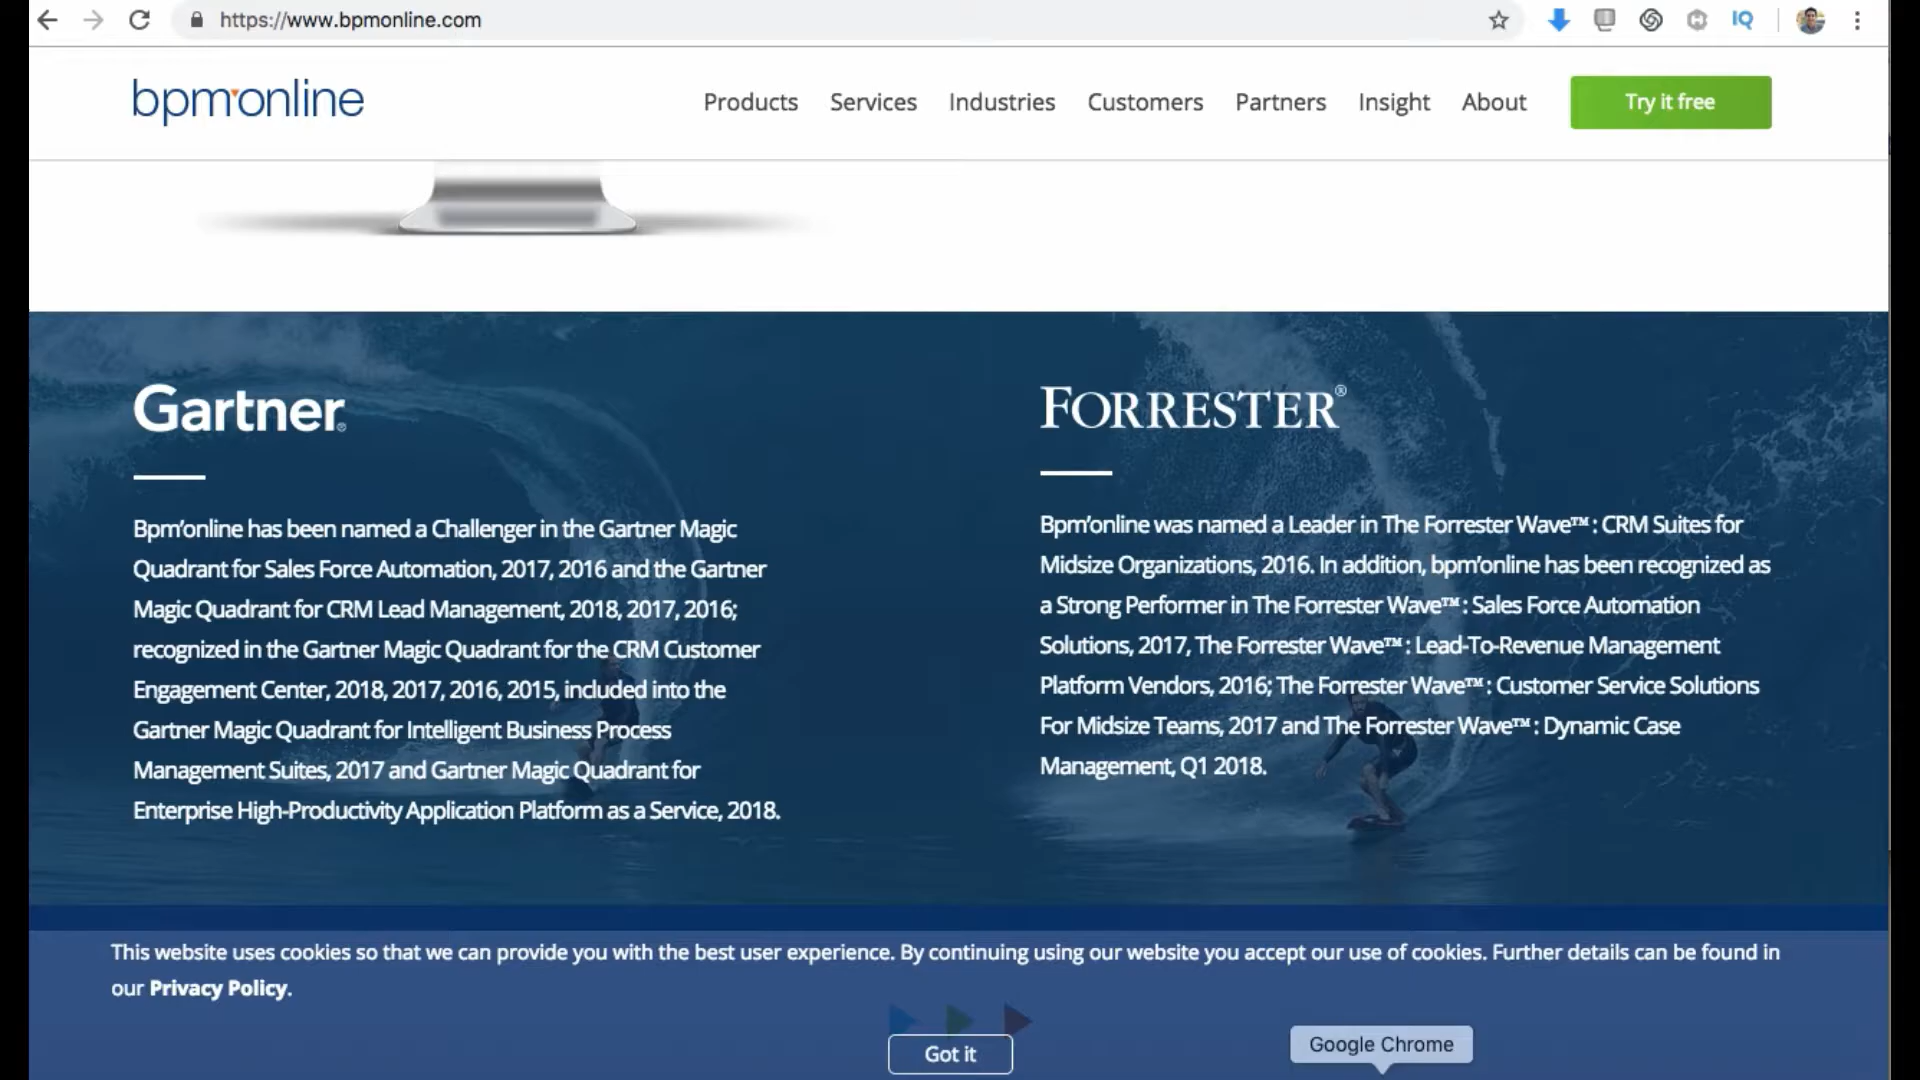 https://www.bpmonline.com
IQ
bpm'online
Products Services Industries Customers Partners Insight About Try it free
Gartner®
Bpm’online has been named a Challenger in the Gartner Magic
Quadrant for Sales Force Automation, 2017, 2016 and the Gartner
Magic Quadrant for CRM Lead Management, 2018, 2017, 2016;
recognized in the Gartner Magic Quadrant for the CRM Customer
Engagement Center, 2018, 2017, 2016, 2015, included into the
Gartner Magic Quadrant for Intelligent Business Process
Management Suites, 2017 and Gartner Magic Quadrant for
Enterprise High-Productivity Application Platform as a Service, 2018.
FORRESTER®
Bpm’online was named a Leader in The Forrester Wave™ : CRM Suites for
Midsize Organizations, 2016. In addition, bpm’online has been recognized as
a Strong Performer in The Forrester Wave™ : Sales Force Automation
Solutions, 2017, The Forrester Wave™ : Lead-To-Revenue Management
Platform Vendors, 2016; The Forrester Wave™ : Customer Service Solutions
For Midsize Teams, 2017 and The Forrester Wave™ : Dynamic Case
Management, Q1 2018.
This website uses cookies so that we can provide you with the best user experience. By continuing using our website you accept our use of cookies. Further details can be found in
our Privacy Policy.
Got it
Google Chrome